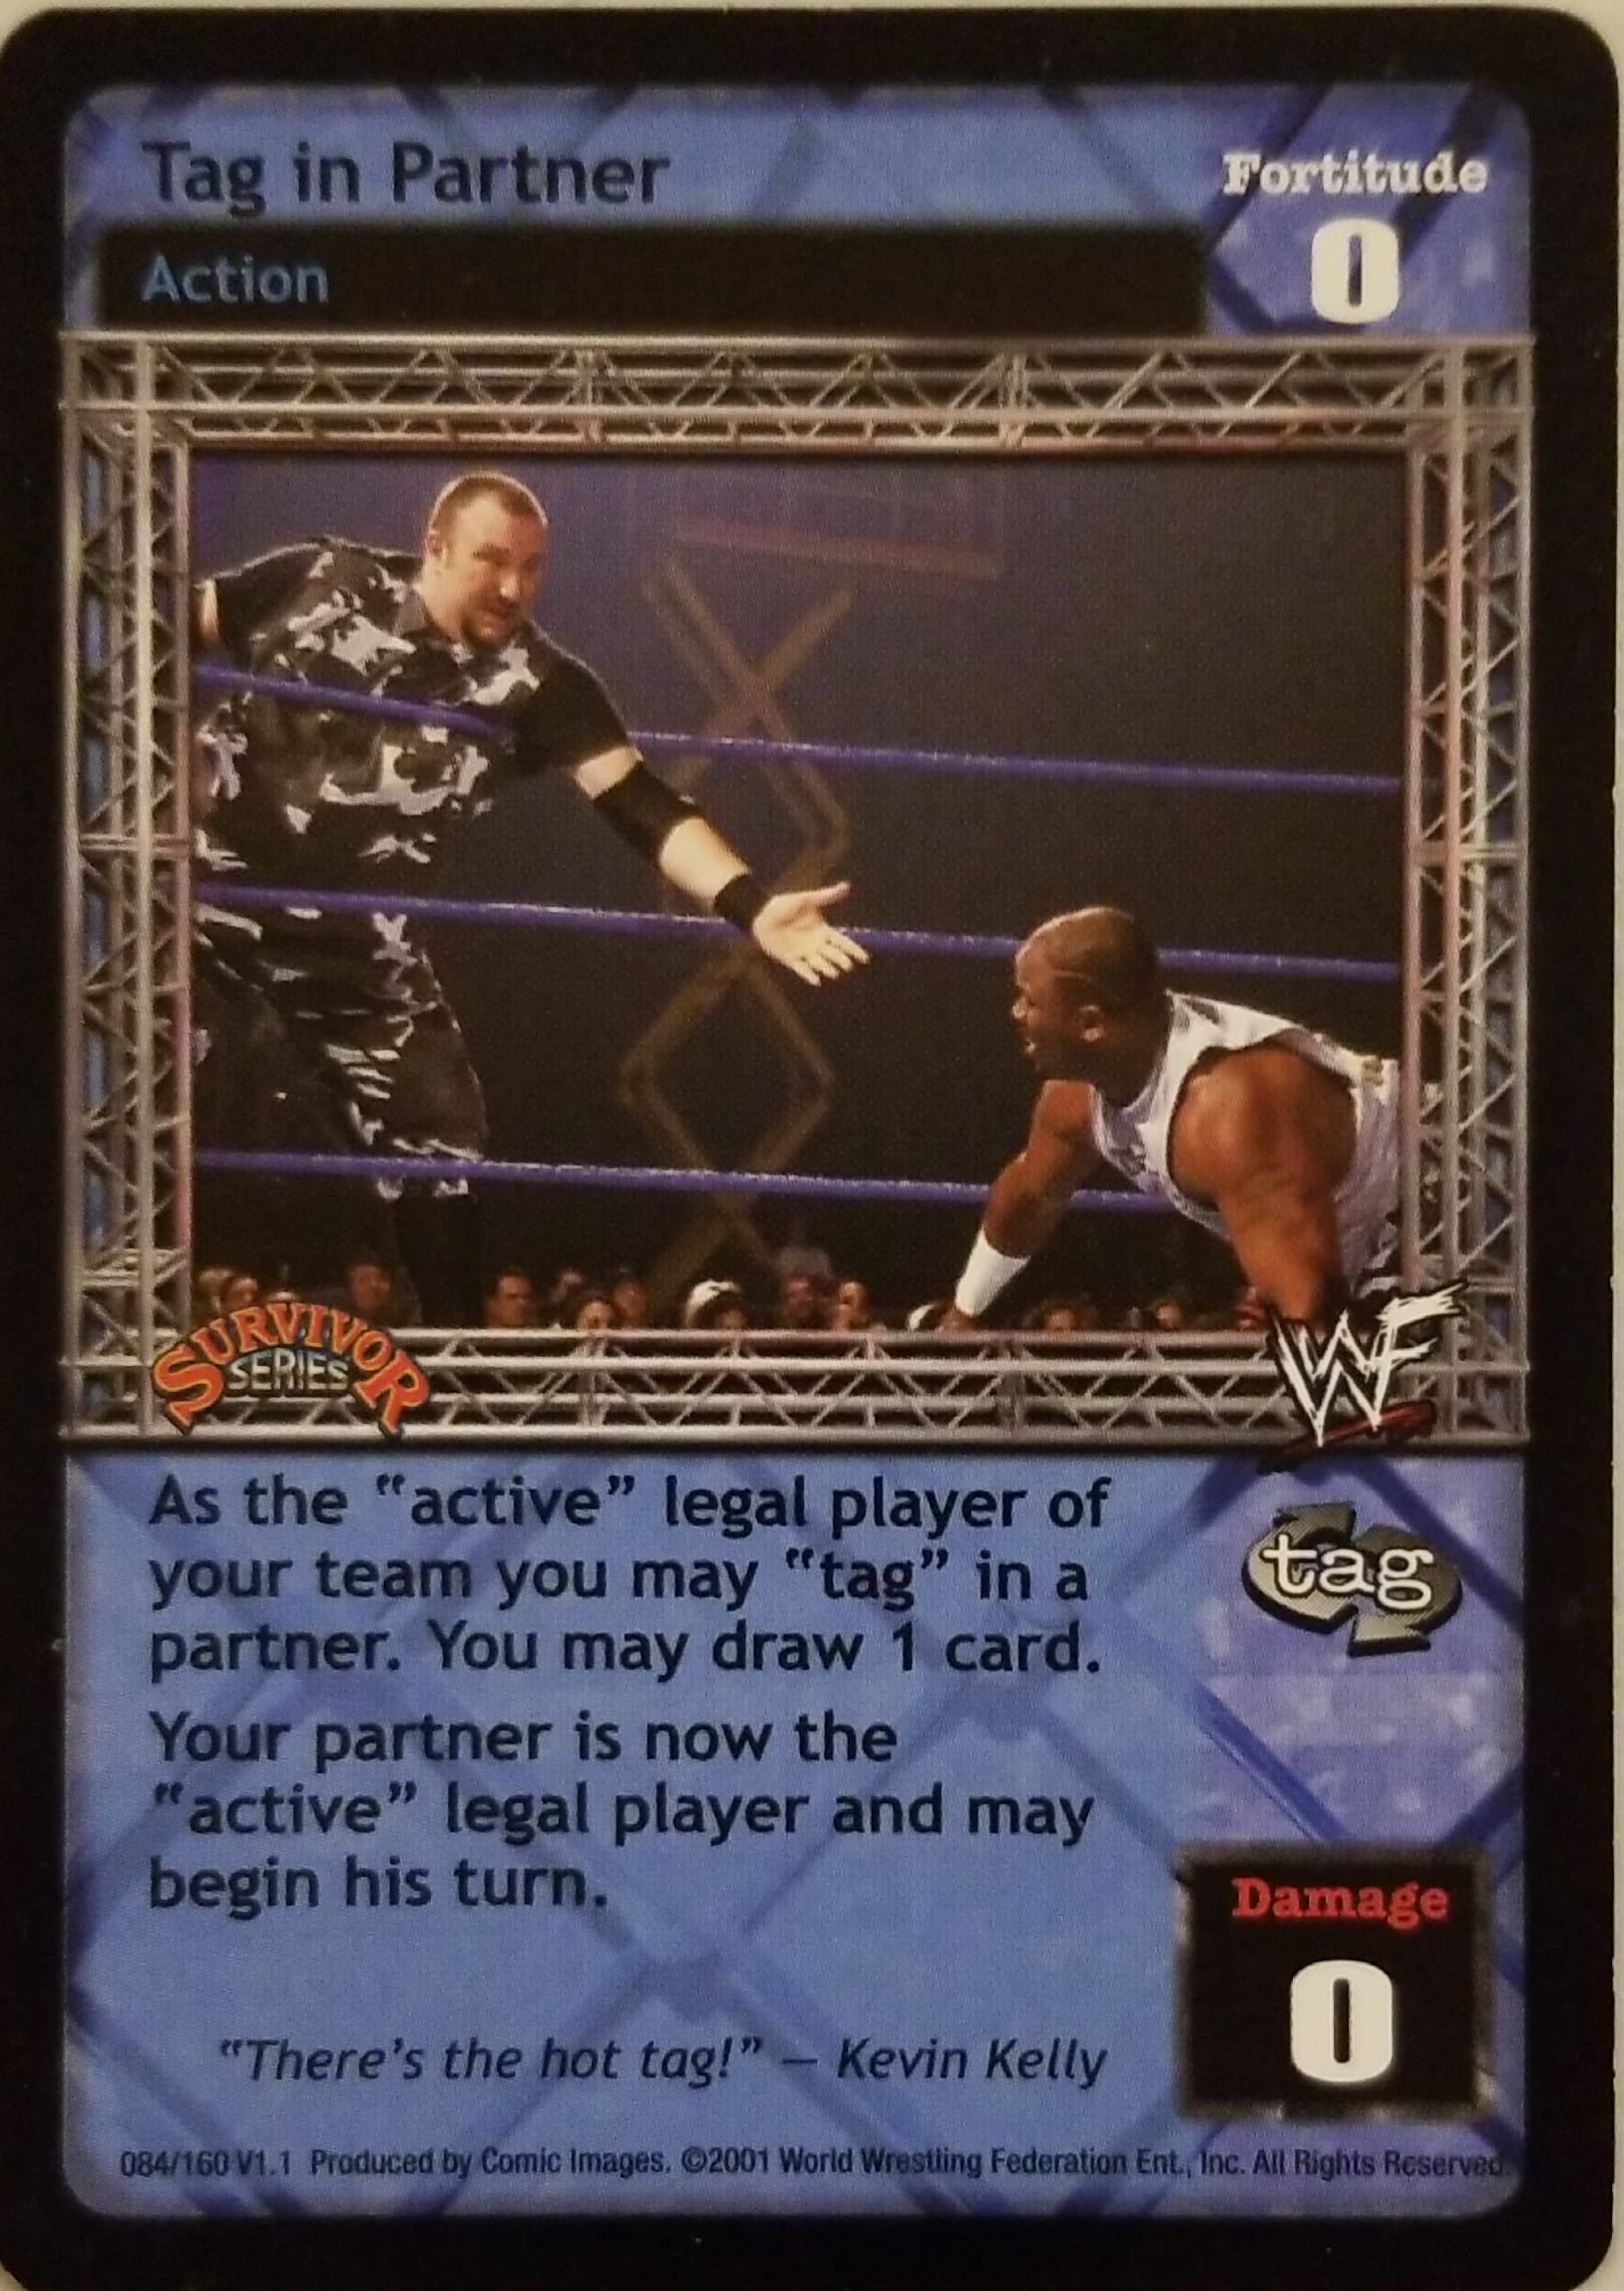 Tag in Partner
Fortitude
0
Action
SURVIVOR
SERIES
WF
As the “active” legal player of
your team you may “tag” in a
partner. You may draw 1 card.
tag
Your partner is now the
“active” legal player and may
begin his turn.
Damage
0
“There’s the hot tag!” — Kevin Kelly
084/160 V1.1 Produced by Comic Images. ©2001 World Wrestling Federation Ent., Inc. All Rights Reserved.